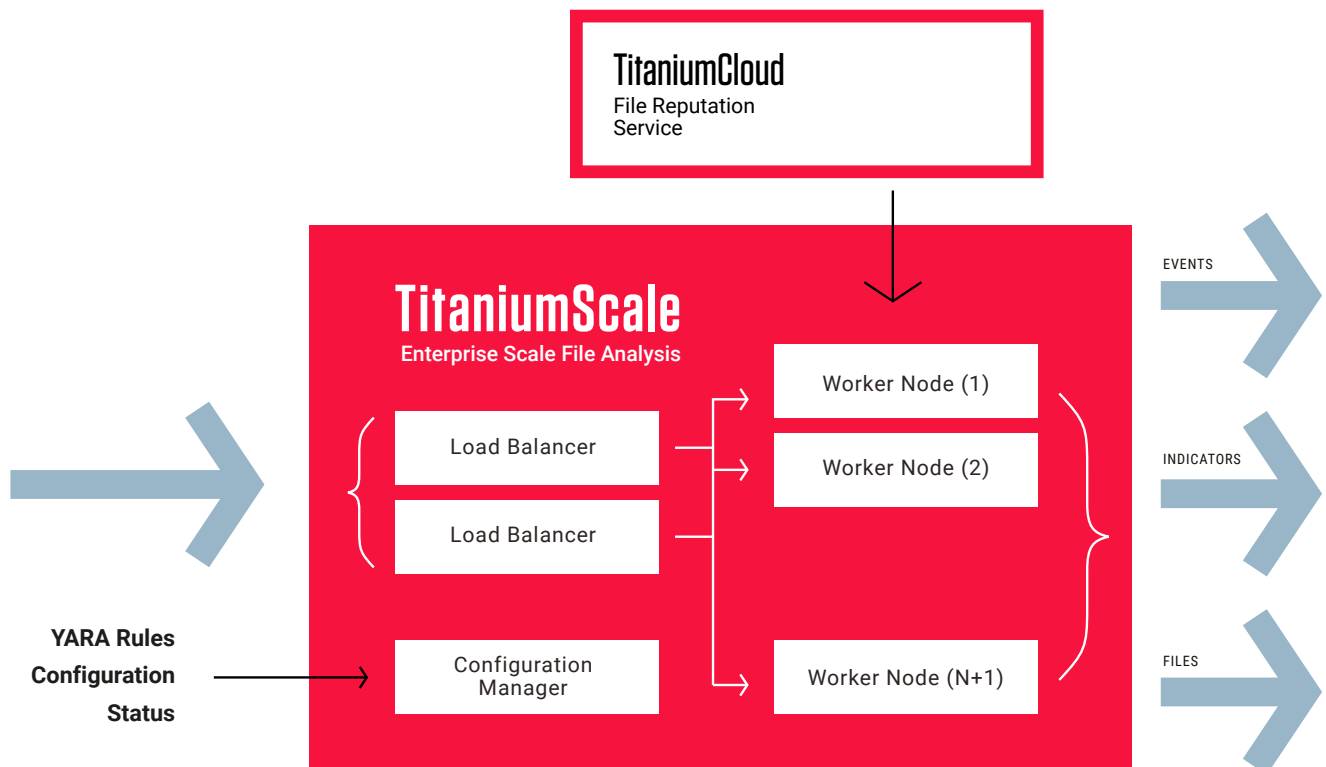 TitaniumCloud
File Reputation
Service
TitaniumScale
Enterprise Scale File Analysis
Load Balancer
Load Balancer
Configuration
Manager
Worker Node (1)
Worker Node (2)
Worker Node (N+1)
YARA Rules
Configuration
Status
EVENTS
INDICATORS
FILES